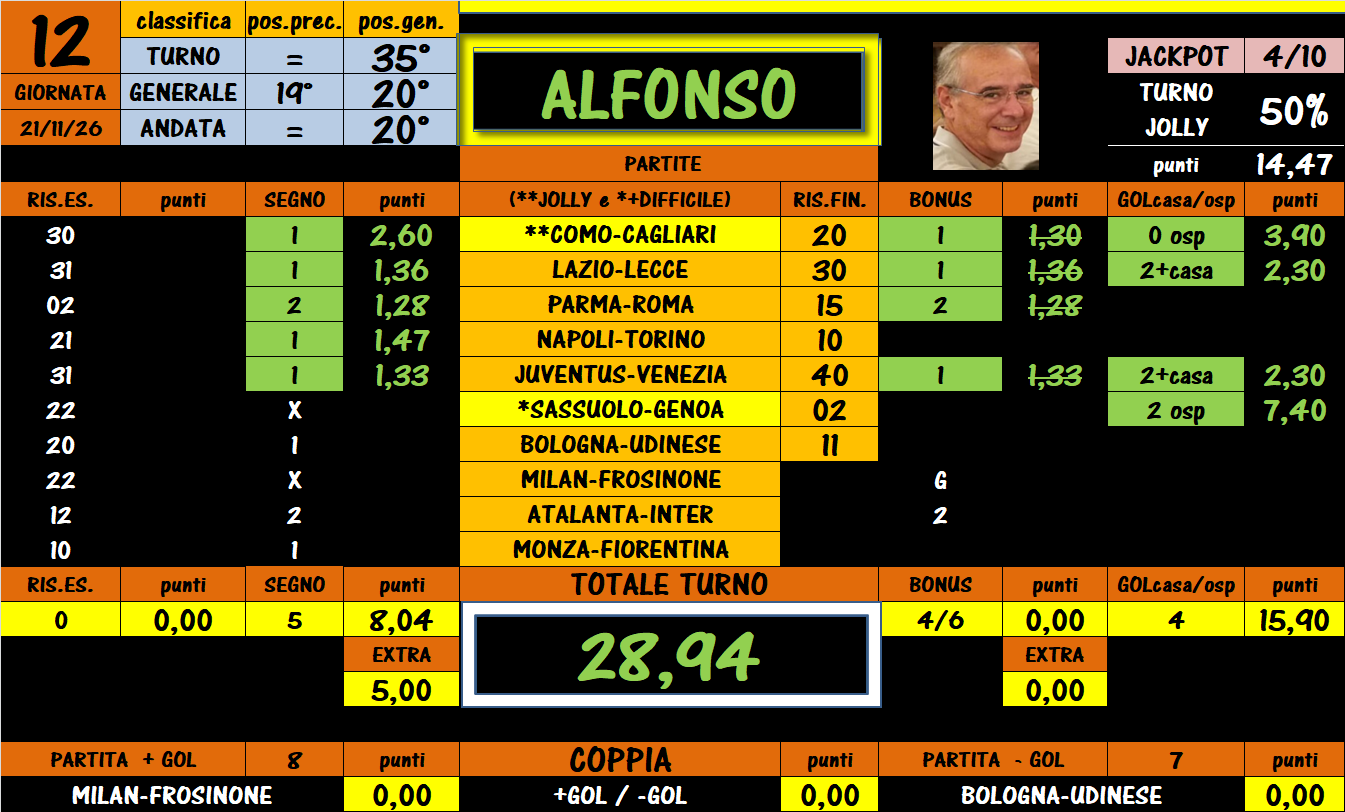 12 classifica pos.prec. pos.gen.
TURNO = 35° ALFONSO JACKPOT 4/10
GIORNATA GENERALE 19° 20° TURNO JOLLY 50%
21/11/26 ANDATA = 20°
PARTITE punti 14,47
RIS.ES. punti SEGNO punti (**JOLLY e *+DIFFICILE) RIS.FIN. BONUS punti GOLcasa/osp punti
30 1 2,60 **COMO-CAGLIARI 20 1 1,30 0 osp 3,90
31 1 1,36 LAZIO-LECCE 30 1 1,36 2+casa 2,30
02 2 1,28 PARMA-ROMA 15 2 1,28
21 1 1,47 NAPOLI-TORINO 10
31 1 1,33 JUVENTUS-VENEZIA 40 1 1,33 2+casa 2,30
22 X *SASSUOLO-GENOA 02 2 osp 7,40
20 1 BOLOGNA-UDINESE 11
22 X MILAN-FROSINONE G
12 2 ATALANTA-INTER 2
10 1 MONZA-FIORENTINA
RIS.ES. punti SEGNO punti TOTALE TURNO BONUS punti GOLcasa/osp punti
0 0,00 5 8,04 28,94 4/6 0,00 4 15,90
EXTRA EXTRA
5,00 0,00
PARTITA + GOL 8 punti COPPIA punti PARTITA - GOL 7 punti
MILAN-FROSINONE 0,00 +GOL / -GOL 0,00 BOLOGNA-UDINESE 0,00